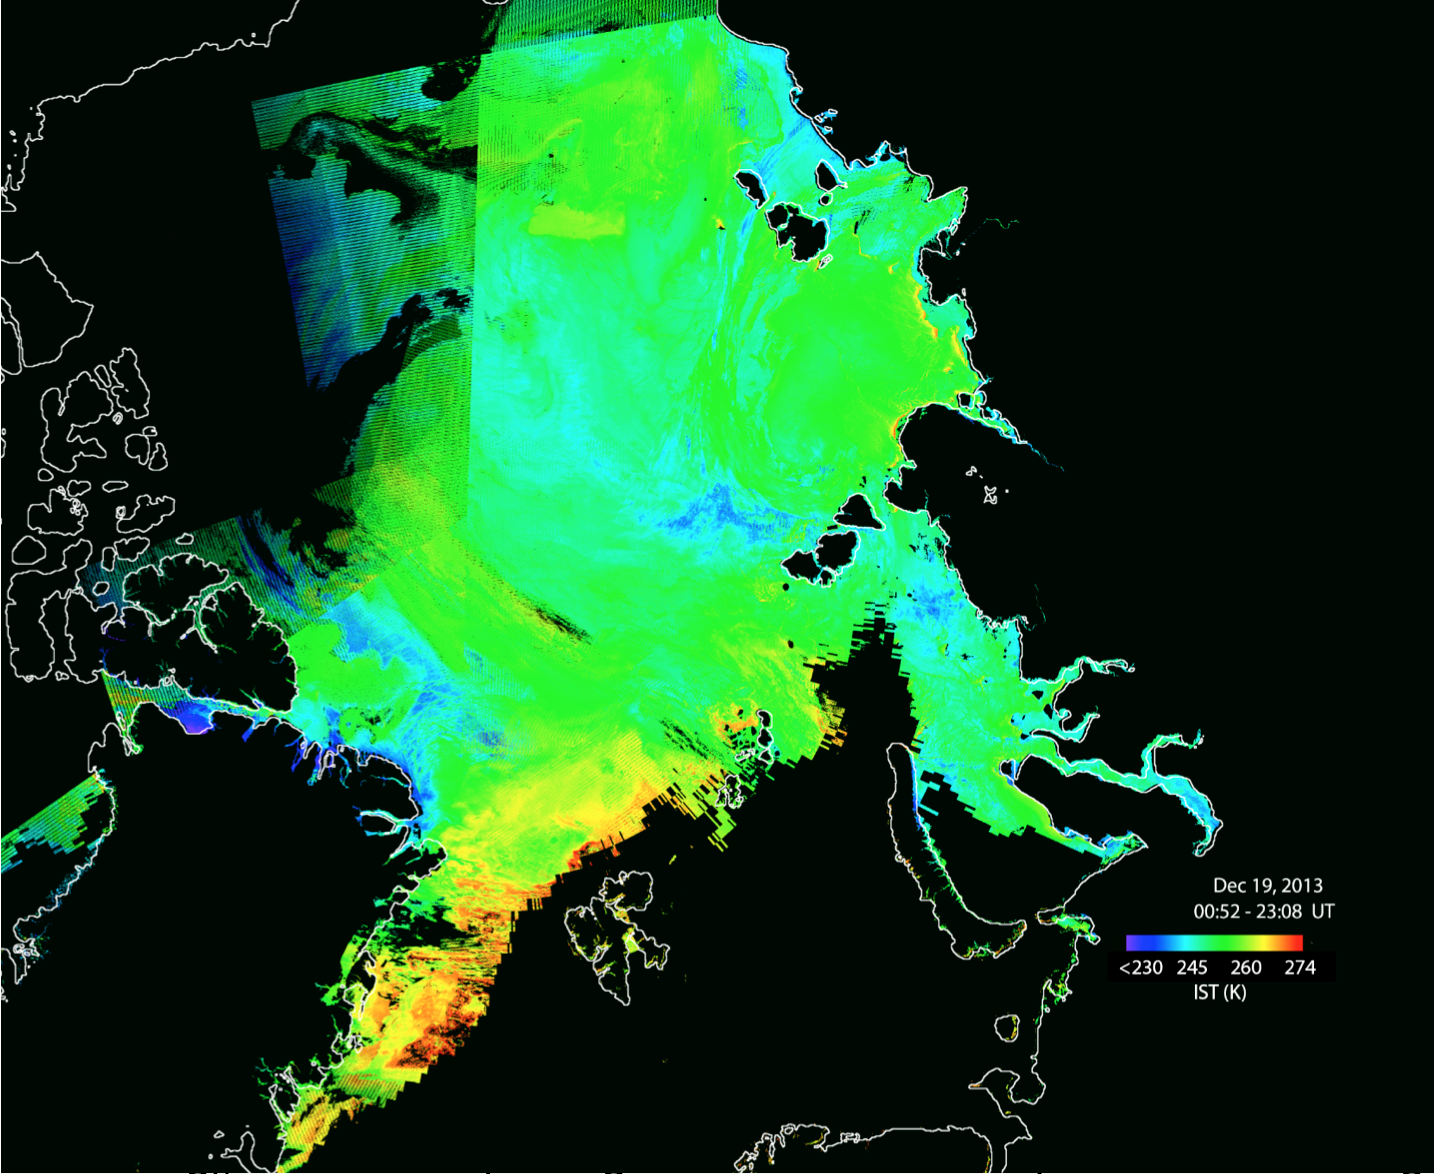 Dec 19, 2013
00:52 - 23:08 UT
<230 245 260 274
IST (K)